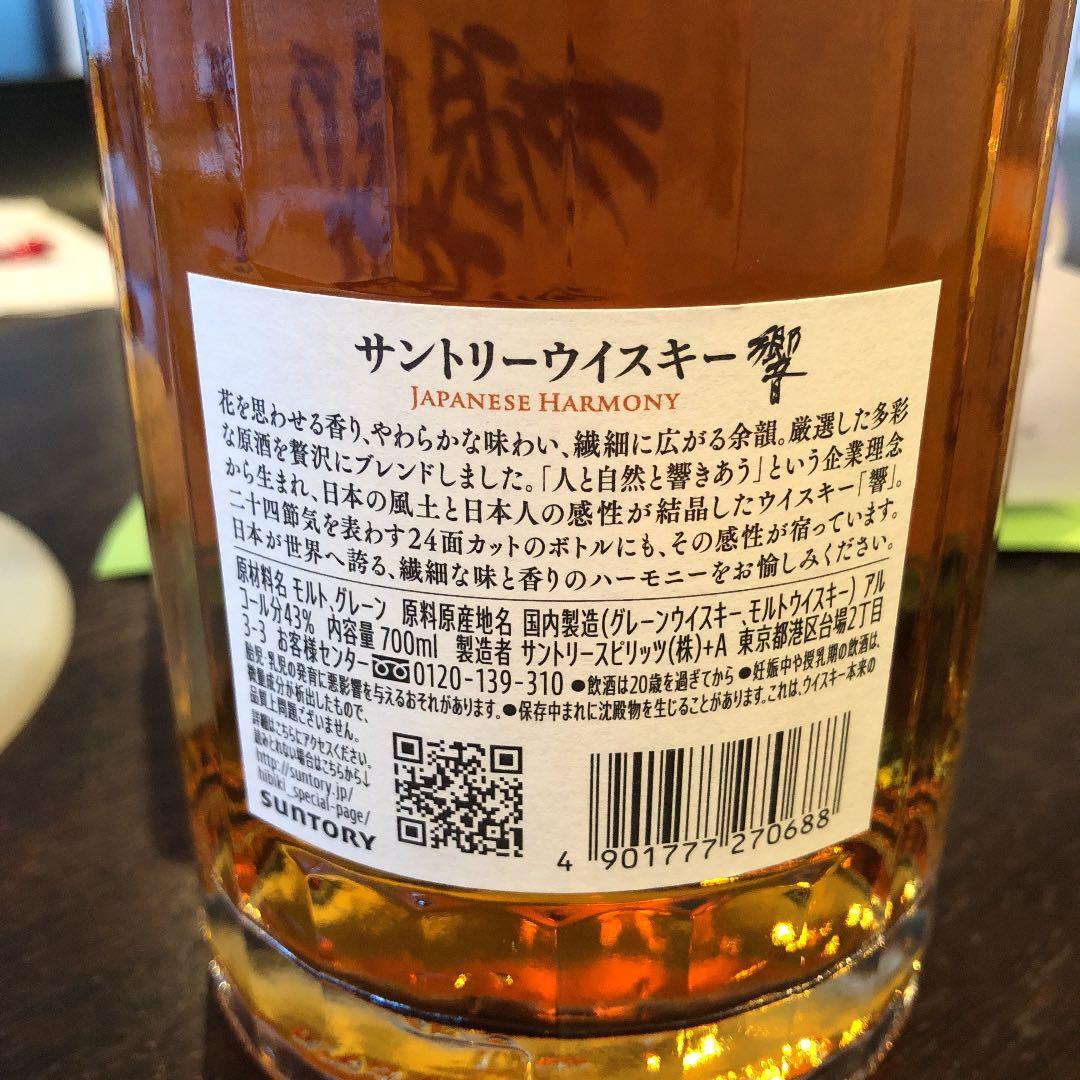 サントリーウイスキー 響
JAPANESE HARMONY
花を思わせる香り、やわらかな味わい、繊細に広がる余韻。厳選した多彩
な原酒を贅沢にブレンドしました。「人と自然と響きあう」という企業理念
から生まれ、日本の風土と日本人の感性が結晶したウイスキー「響」。
二十四節気を表わす24面カットのボトルにも、その感性が宿っています。
日本が世界へ誇る、繊細な味と香りのハーモニーをお愉しみください。
原材料名 モルト、グレーン 原料原産地名 国内製造(グレーンウイスキー、モルトウイスキー) アル
コール分43% 内容量 700ml 製造者 サントリースピリッツ(株)+A 東京都港区台場2丁目
3-3 お客様センター 0120-139-310 ●飲酒は20歳を過ぎてから ●妊娠中や授乳期の飲酒は、
胎児・乳児の発育に悪影響を与えるおそれがあります。●保存中まれに沈殿物を生じることがあります。これは、ウイスキー本来の
微量成分が析出したもので、
品質上問題ございません。
詳細はこちらにアクセスください。
読みとれない場合はこちらから↓
http://suntory.jp/
hibiki_special-page/
SUNTORY
4 901777 270688